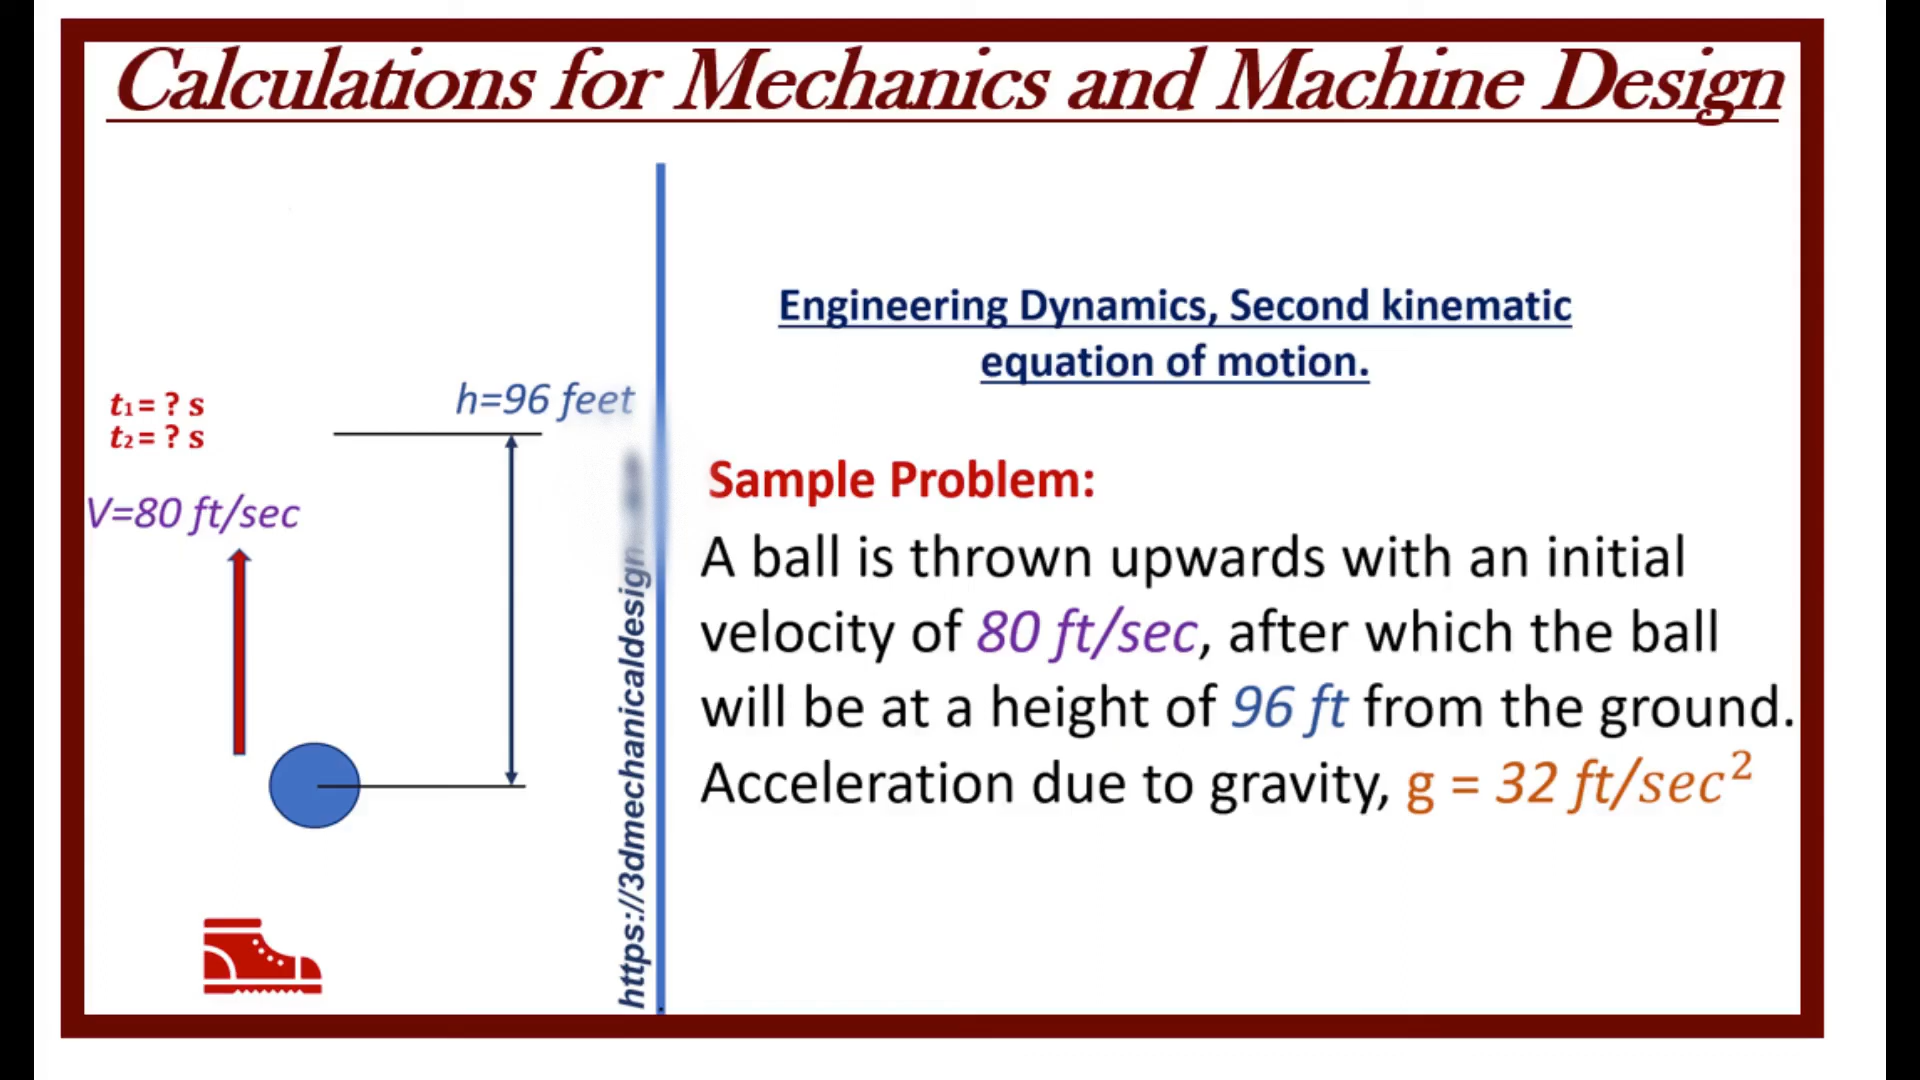 Calculations for Mechanics and Machine Design
Engineering Dynamics, Second kinematic
equation of motion.
t₁= ? s
t₂= ? s
h=96 feet
V=80 ft/sec
https://3dmechanicaldesign
Sample Problem:
A ball is thrown upwards with an initial
velocity of 80 ft/sec, after which the ball
will be at a height of 96 ft from the ground.
Acceleration due to gravity, g = 32 ft/sec²